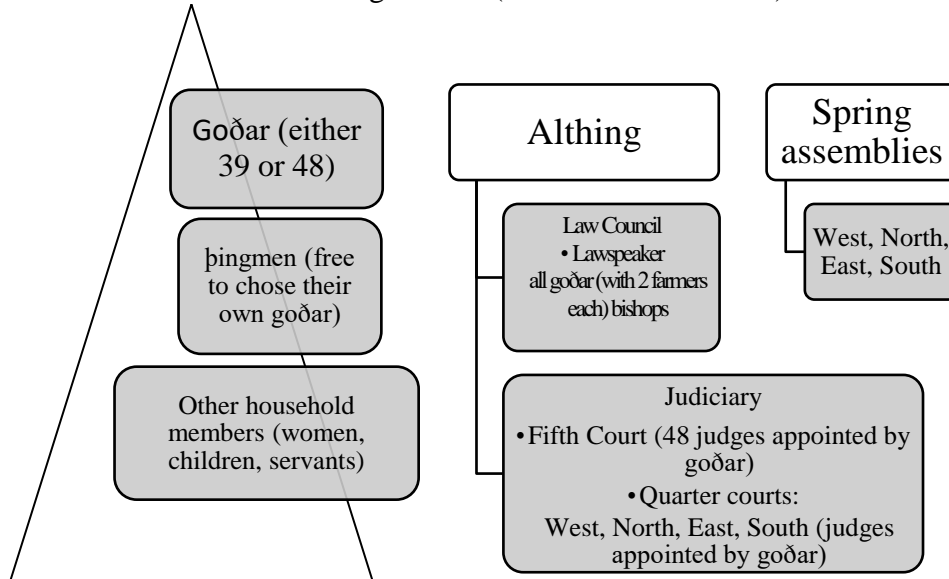 Goðar (either
39 or 48)
þingmen (free
to chose their
own goðar)
Other household
members (women,
children, servants)
Althing
Law Council
• Lawspeaker
all goðar (with 2 farmers
each) bishops
Judiciary
• Fifth Court (48 judges appointed by
goðar)
• Quarter courts:
West, North, East, South (judges
appointed by goðar)
Spring
assemblies
West, North,
East, South